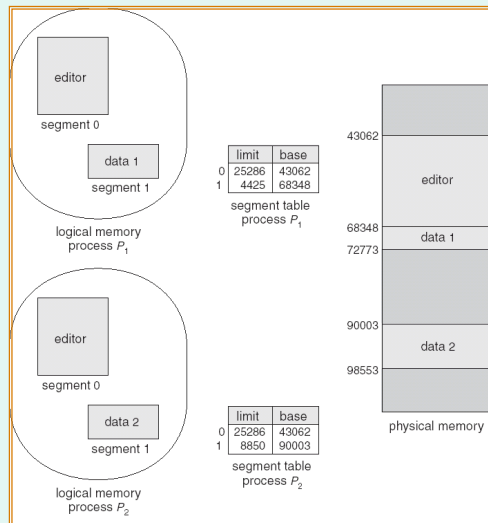 editor
segment 0
data 1
segment 1
logical memory
process P1
limit base
0 25286 43062
1 4425 68348
segment table
process P1
editor
segment 0
data 2
segment 1
logical memory
process P2
limit base
0 25286 43062
1 8850 90003
segment table
process P2
43062
editor
68348
data 1
72773
90003
data 2
98553
physical memory